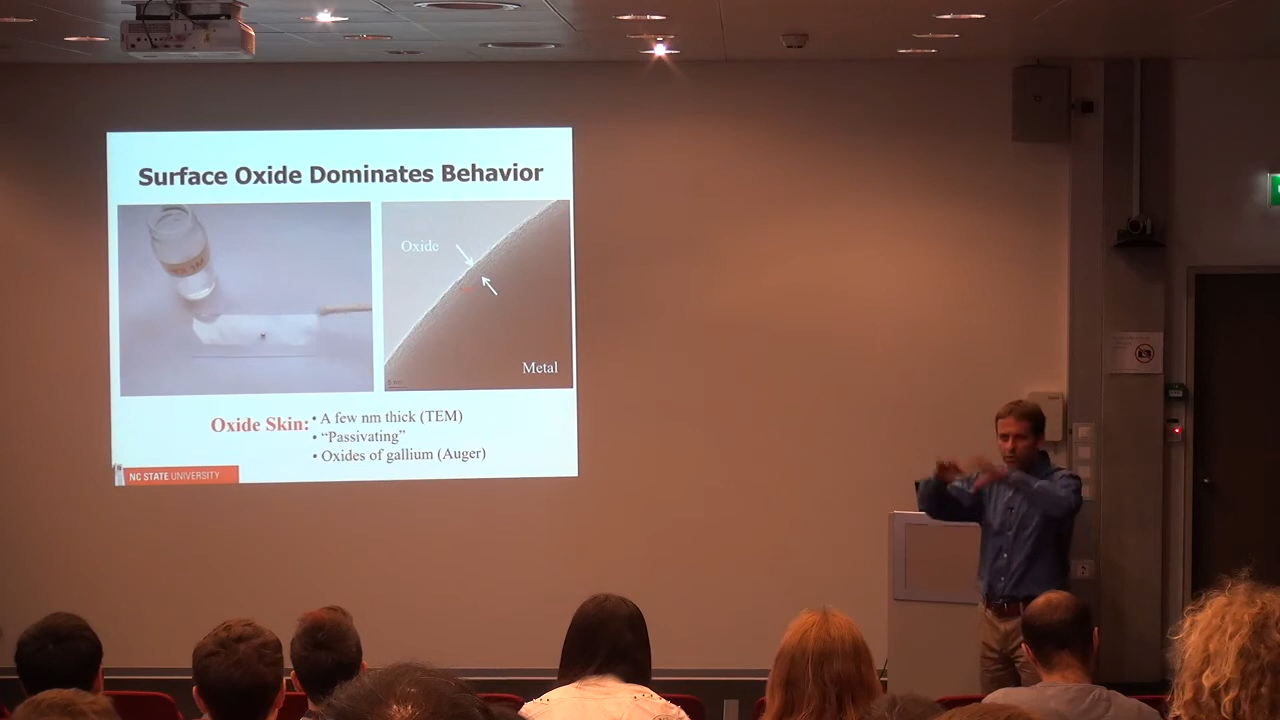 Surface Oxide Dominates Behavior
Oxide
Metal
Oxide Skin:
• A few nm thick (TEM)
• “Passivating”
• Oxides of gallium (Auger)
NC STATE UNIVERSITY